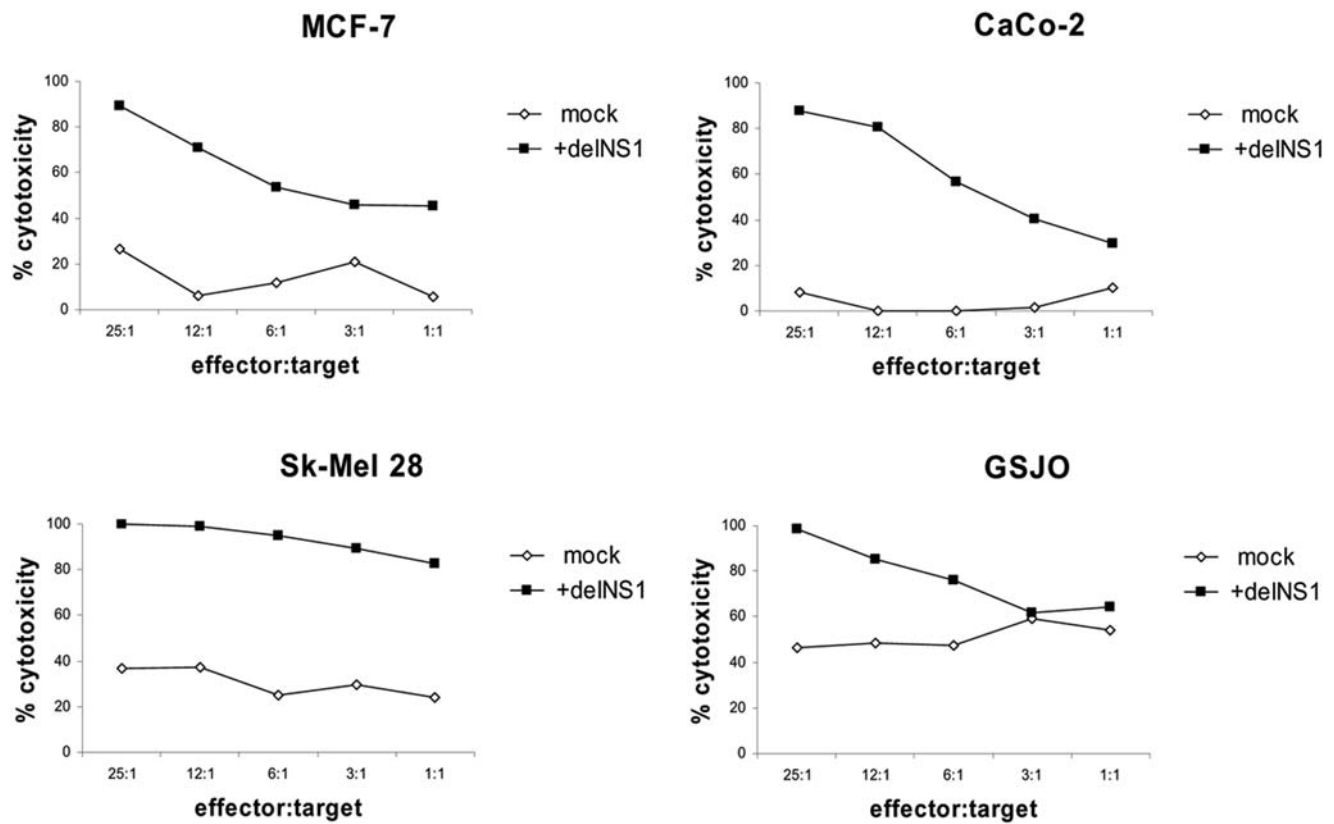 MCF-7
% cytotoxicity
100
80
60
40
20
0
25:1 12:1 6:1 3:1 1:1
effector:target
mock
+delNS1
CaCo-2
% cytotoxicity
100
80
60
40
20
0
25:1 12:1 6:1 3:1 1:1
effector:target
mock
+delNS1
Sk-Mel 28
% cytotoxicity
100
80
60
40
20
0
25:1 12:1 6:1 3:1 1:1
effector:target
mock
+delNS1
GSJO
% cytotoxicity
100
80
60
40
20
0
25:1 12:1 6:1 3:1 1:1
effector:target
mock
+delNS1